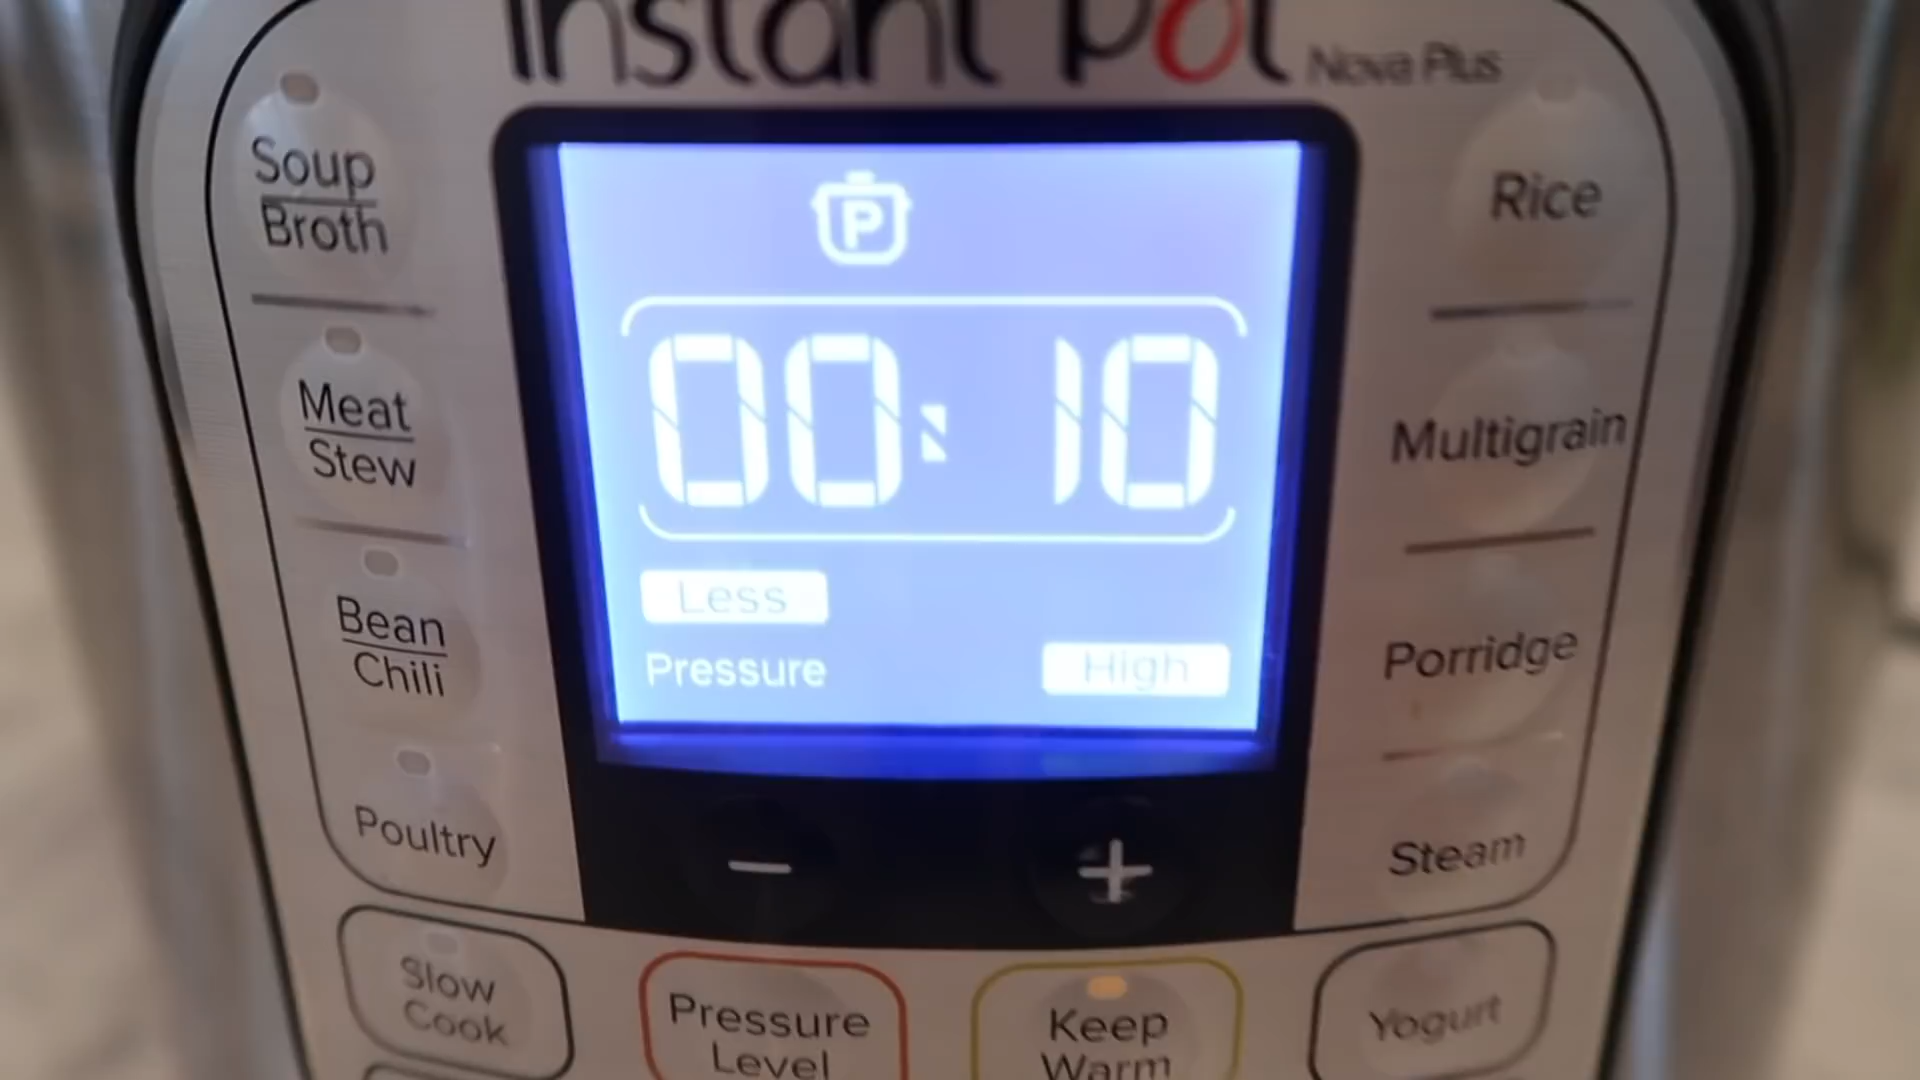 Instant Pot Nova Plus
Soup
Broth
Meat
Stew
Bean
Chili
Poultry
P
00:10
Less
Pressure High
− +
Rice
Multigrain
Porridge
Steam
Slow
Cook
Pressure
Level
Keep
Warm
Yogurt